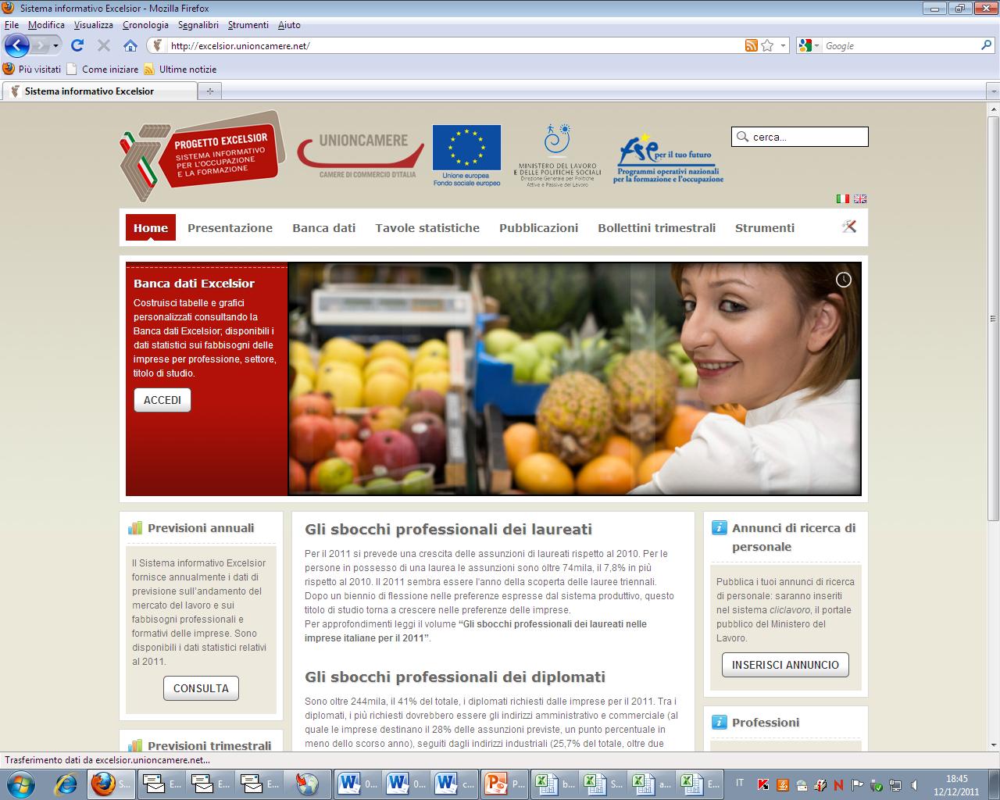 Sistema informativo Excelsior - Mozilla Firefox
File Modifica Visualizza Cronologia Segnalibri Strumenti Aiuto
http://excelsior.unioncamere.net/
Google
Più visitati Come iniziare Ultime notizie
Sistema informativo Excelsior
PROGETTO EXCELSIOR
SISTEMA INFORMATIVO
PER L'OCCUPAZIONE
E LA FORMAZIONE
UNIONCAMERE
CAMERE DI COMMERCIO D'ITALIA
Unione europea
Fondo sociale europeo
MINISTERO DEL LAVORO
E DELLE POLITICHE SOCIALI
Direzione Generale per Politiche
Attive e Passive del Lavoro
fse per il tuo futuro
Programmi operativi nazionali
per la formazione e l'occupazione
cerca...
Home Presentazione Banca dati Tavole statistiche Pubblicazioni Bollettini trimestrali Strumenti
Banca dati Excelsior
Costruisci tabelle e grafici
personalizzati consultando la
Banca dati Excelsior; disponibili i
dati statistici sui fabbisogni delle
imprese per professione, settore,
titolo di studio.
ACCEDI
Previsioni annuali
Il Sistema informativo Excelsior
fornisce annualmente i dati di
previsione sull'andamento del
mercato del lavoro e sui
fabbisogni professionali e
formativi delle imprese. Sono
disponibili i dati statistici relativi
al 2011.
CONSULTA
Previsioni trimestrali
Gli sbocchi professionali dei laureati
Per il 2011 si prevede una crescita delle assunzioni di laureati rispetto al 2010. Per le
persone in possesso di una laurea le assunzioni sono oltre 74mila, il 7,8% in più
rispetto al 2010. Il 2011 sembra essere l'anno della scoperta delle lauree triennali.
Dopo un biennio di flessione nelle preferenze espresse dal sistema produttivo, questo
titolo di studio torna a crescere nelle preferenze delle imprese.
Per approfondimenti leggi il volume “Gli sbocchi professionali dei laureati nelle
imprese italiane per il 2011”.
Gli sbocchi professionali dei diplomati
Sono oltre 244mila, il 41% del totale, i diplomati richiesti dalle imprese per il 2011. Tra i
diplomati, i più richiesti dovrebbero essere gli indirizzi amministrativo e commerciale (al
quale le imprese destinano il 28% delle assunzioni previste, un punto percentuale in
meno dello scorso anno), seguiti dagli indirizzi industriali (25,7% del totale, oltre due
Annunci di ricerca di
personale
Pubblica i tuoi annunci di ricerca
di personale: saranno inseriti
nel sistema cliclavoro, il portale
pubblico del Ministero del
Lavoro.
INSERISCI ANNUNCIO
Professioni
Trasferimento dati da excelsior.unioncamere.net...
S... E... E... E... 0... 0... c... P... b... S... a... E... IT 18:45
12/12/2011